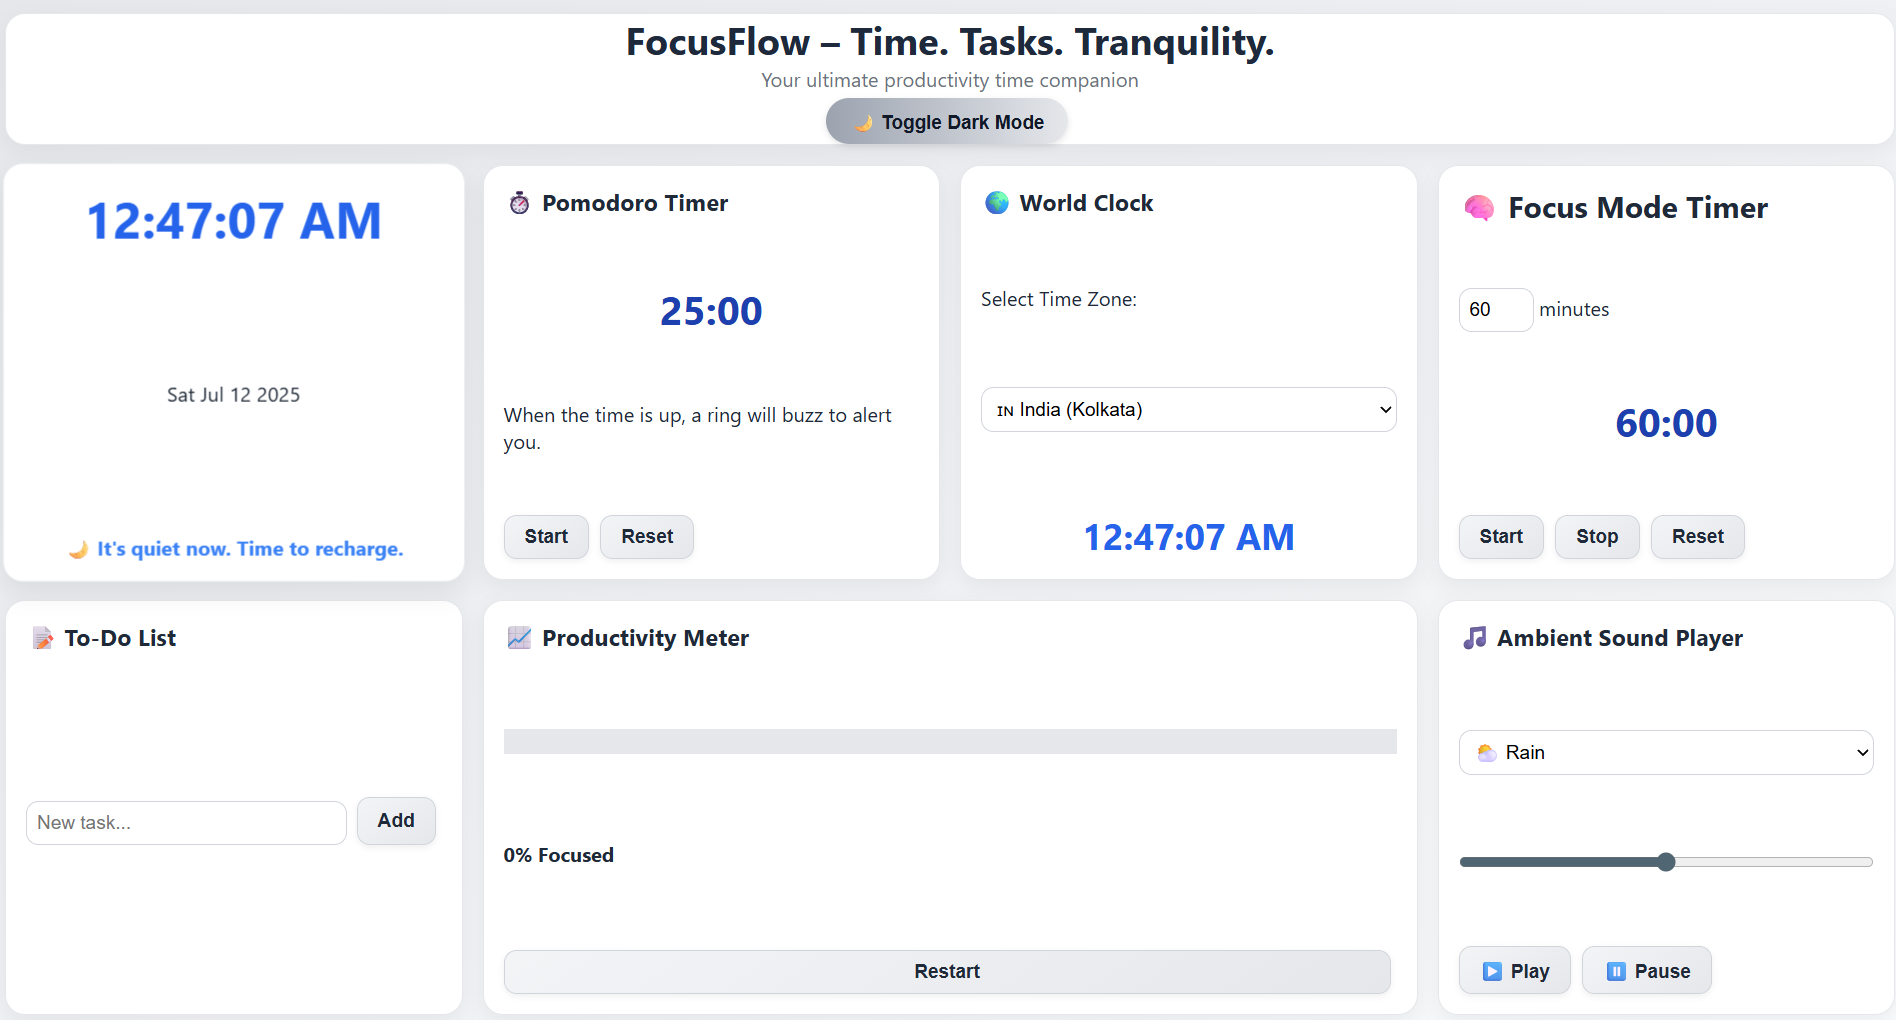 FocusFlow – Time. Tasks. Tranquility.
Your ultimate productivity time companion
🌙 Toggle Dark Mode
12:47:07 AM
Sat Jul 12 2025
🌙 It's quiet now. Time to recharge.
⏱️ Pomodoro Timer
25:00
When the time is up, a ring will buzz to alert
you.
Start
Reset
🌍 World Clock
Select Time Zone:
IN India (Kolkata)
12:47:07 AM
🧠 Focus Mode Timer
60 minutes
60:00
Start
Stop
Reset
📝 To-Do List
New task...
Add
📈 Productivity Meter
0% Focused
Restart
🎵 Ambient Sound Player
🌦️ Rain
▶️ Play
⏸️ Pause